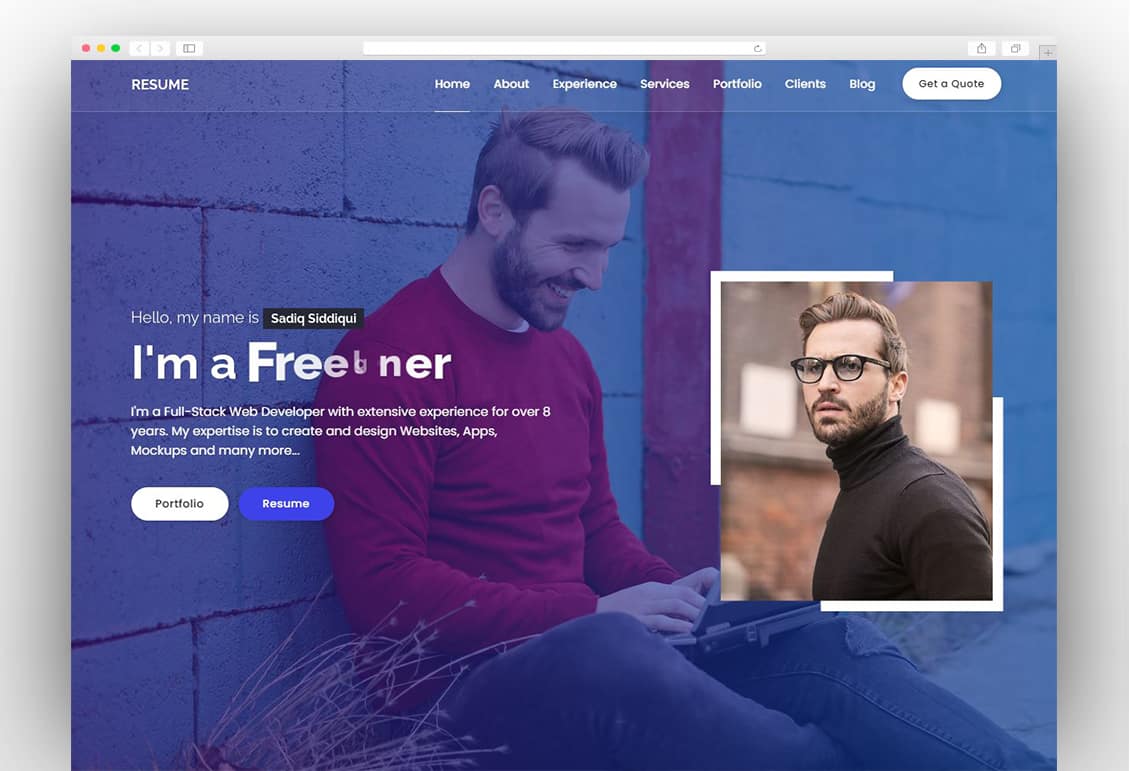 RESUME
Home About Experience Services Portfolio Clients Blog Get a Quote
Hello, my name is Sadiq Siddiqui
I'm a
I'm a Full-Stack Web Developer with extensive experience for over 8
years. My expertise is to create and design Websites, Apps,
Mockups and many more...
Portfolio Resume